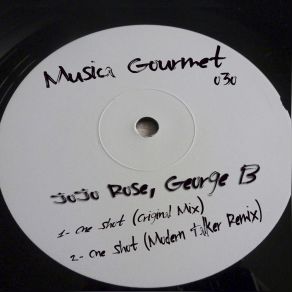 Musica Gourmet
030
JoJo Rose, George B
1- One Shot (Original Mix)
2- One Shot (Modern Talker Remix)